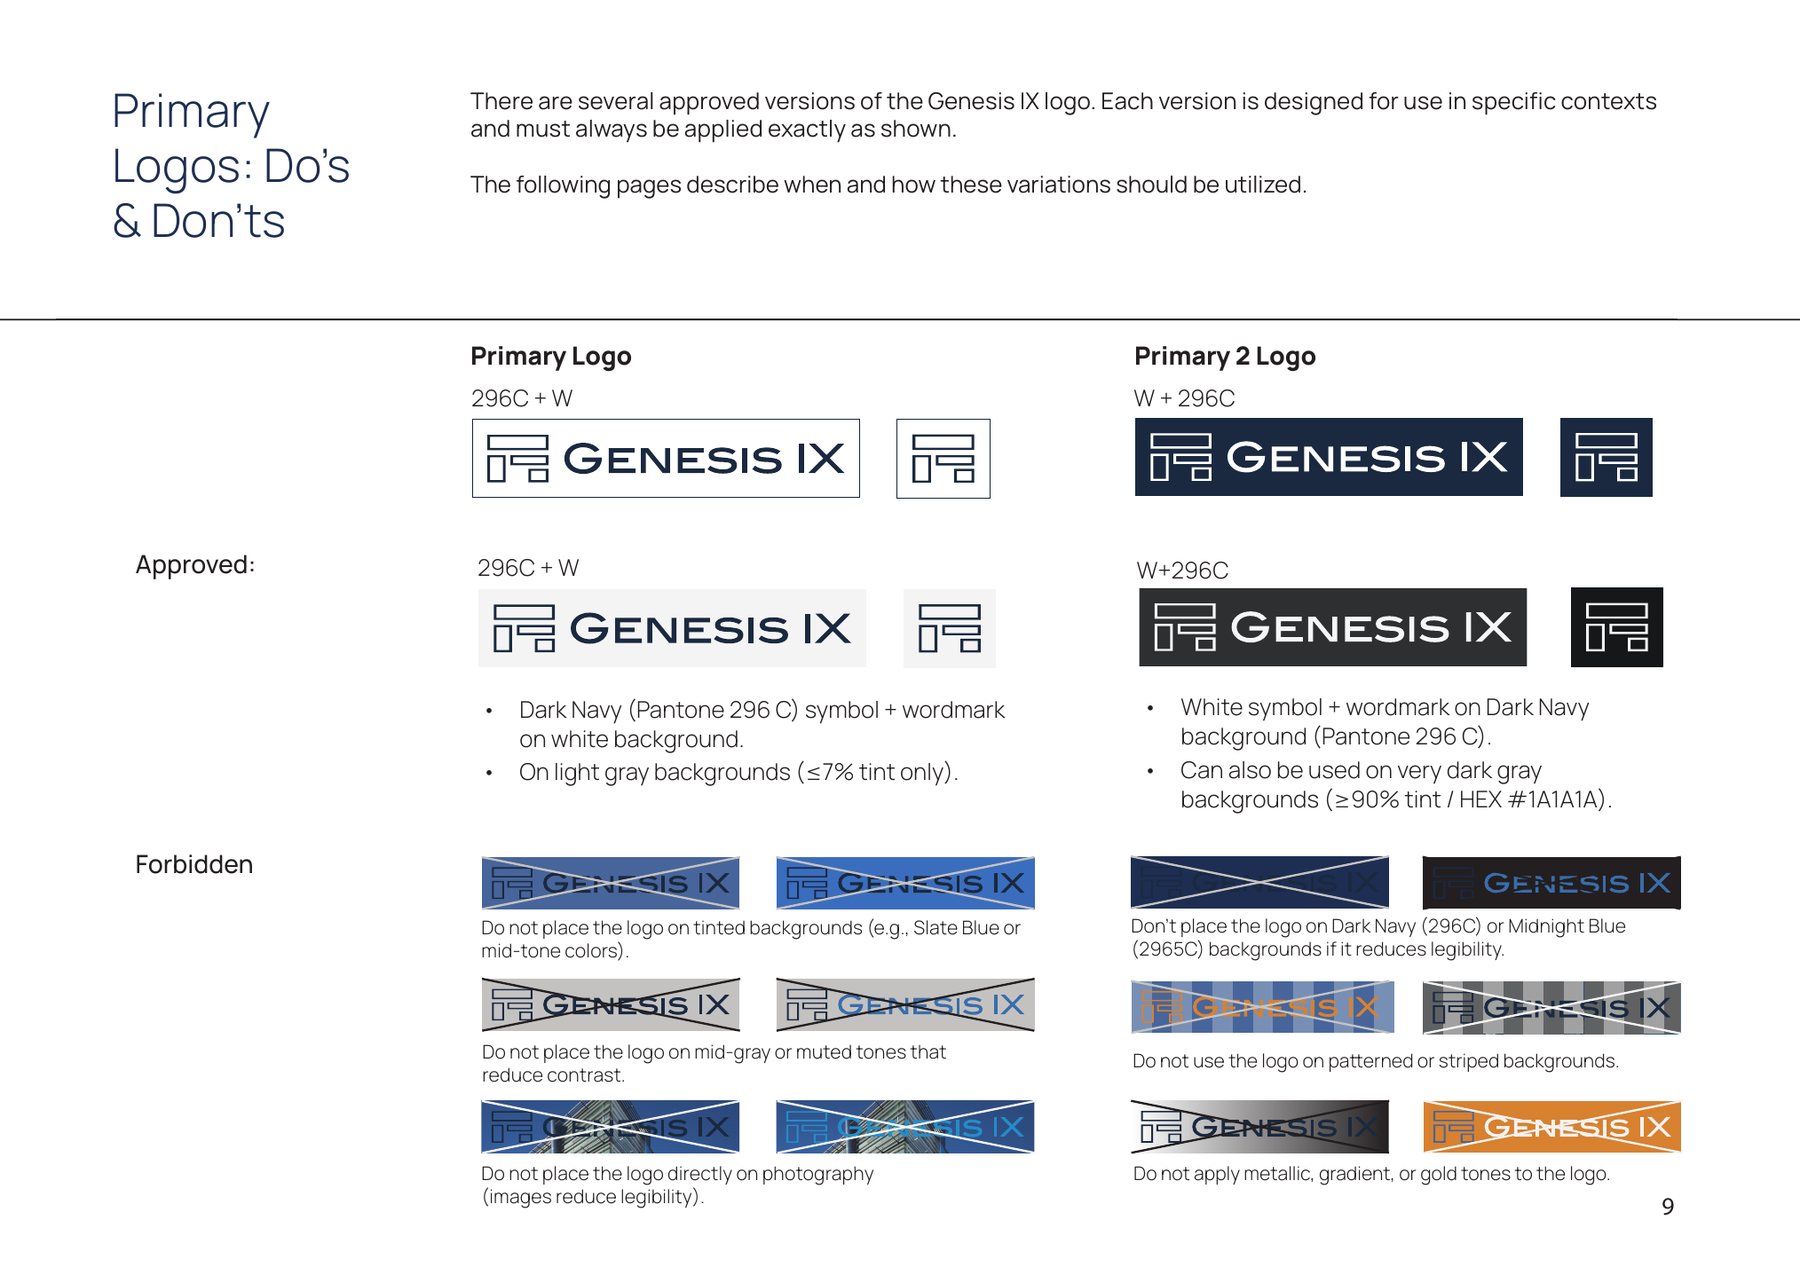 Primary
Logos: Do's
& Don'ts
There are several approved versions of the Genesis IX logo. Each version is designed for use in specific contexts
and must always be applied exactly as shown.
The following pages describe when and how these variations should be utilized.
Primary Logo
296C + W
GENESIS IX
Primary 2 Logo
W + 296C
GENESIS IX
Approved:
296C + W
GENESIS IX
• Dark Navy (Pantone 296 C) symbol + wordmark
on white background.
• On light gray backgrounds (≤7% tint only).
W+296C
GENESIS IX
• White symbol + wordmark on Dark Navy
background (Pantone 296 C).
• Can also be used on very dark gray
backgrounds (≥90% tint / HEX #1A1A1A).
Forbidden
GENESIS IX
GENESIS IX
Do not place the logo on tinted backgrounds (e.g., Slate Blue or
mid-tone colors).
GENESIS IX
GENESIS IX
Do not place the logo on mid-gray or muted tones that
reduce contrast.
GENESIS IX
GENESIS IX
Do not place the logo directly on photography
(images reduce legibility).
GENESIS IX
GENESIS IX
Don't place the logo on Dark Navy (296C) or Midnight Blue
(2965C) backgrounds if it reduces legibility.
GENESIS IX
GENESIS IX
Do not use the logo on patterned or striped backgrounds.
GENESIS IX
GENESIS IX
Do not apply metallic, gradient, or gold tones to the logo.
9